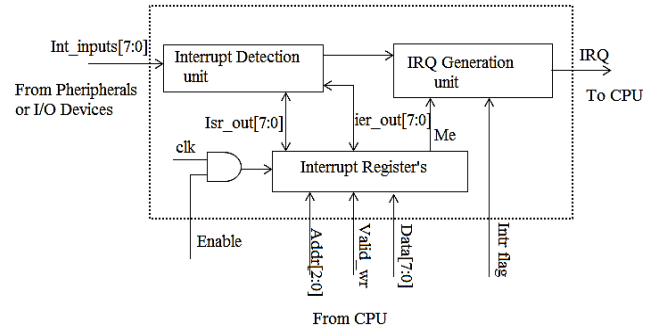 Int_inputs[7:0]
From Pheripherals
or I/O Devices
Interrupt Detection
unit
IRQ Generation
unit
IRQ
To CPU
Isr_out[7:0]
ier_out[7:0]
Me
clk
Interrupt Register's
Enable
Addr[2:0]
Valid_wr
Data[7:0]
Intr flag
From CPU